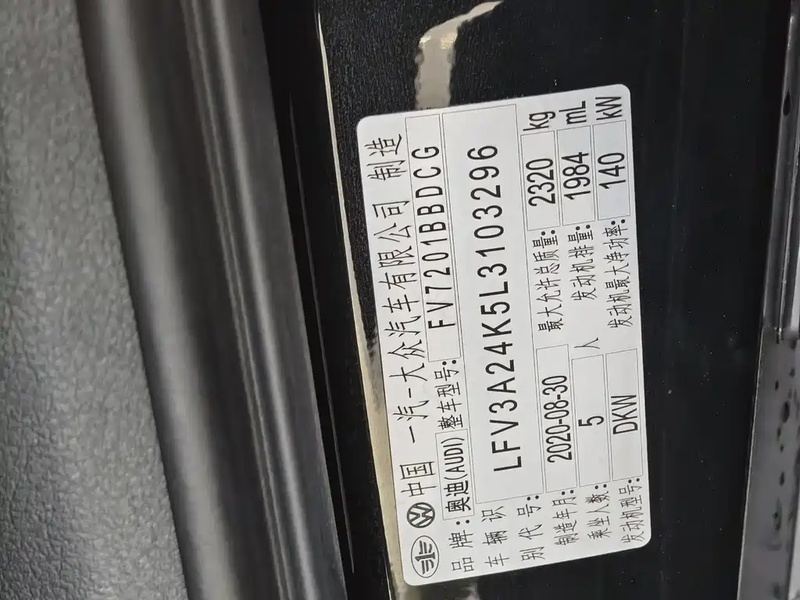 中国 一汽-大众汽车有限公司 制造
品牌: 奥迪(AUDI) 整车型号: FV7201BBDCG
车辆识别代号: LFV3A24K5L3103296
制造年月: 2020-08-30 最大允许总质量: 2320 kg
乘坐人数: 5 人 发动机排量: 1984 mL
发动机型号: DKW 发动机最大净功率: 140 kW